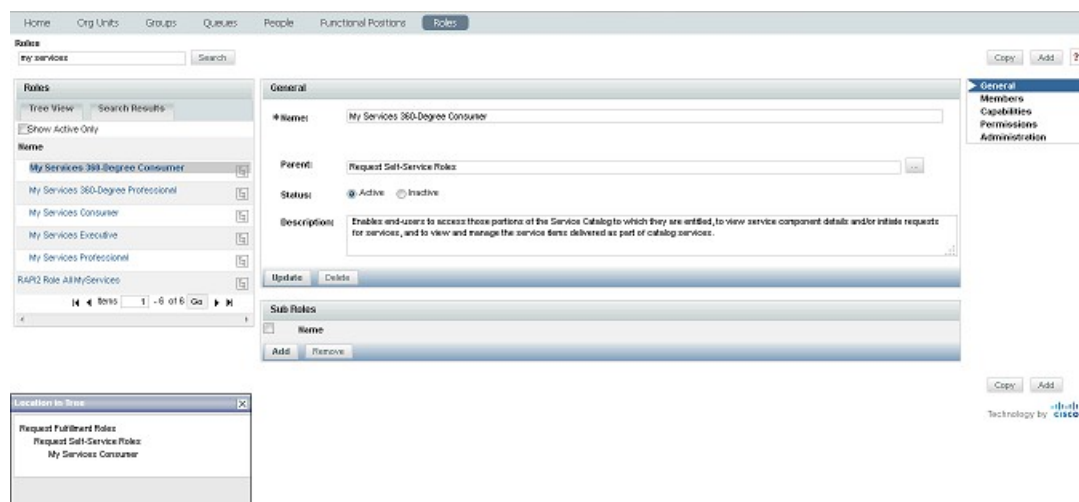 Home Org Units Groups Queues People Functional Positions Roles
Roles
my services Search Copy Add ?
Roles
Tree View Search Results
Show Active Only
Name
My Services 360-Degree Consumer
My Services 360-Degree Professional
My Services Consumer
My Services Executive
My Services Professional
RAPI2 Role AllMyServices
Items 1 - 6 of 6 Go
General
*Name: My Services 360-Degree Consumer
Parent: Request Self-Service Roles ...
Status: Active Inactive
Description: Enables end-users to access those portions of the Service Catalog to which they are entitled, to view service component details and/or initiate requests
for services, and to view and manage the service items delivered as part of catalog services.
Update Delete
Sub Roles
Name
Add Remove
General
Members
Capabilities
Permissions
Administration
Copy Add
Technology by cisco
Location in Tree X
Request Fulfillment Roles
Request Self-Service Roles
My Services Consumer